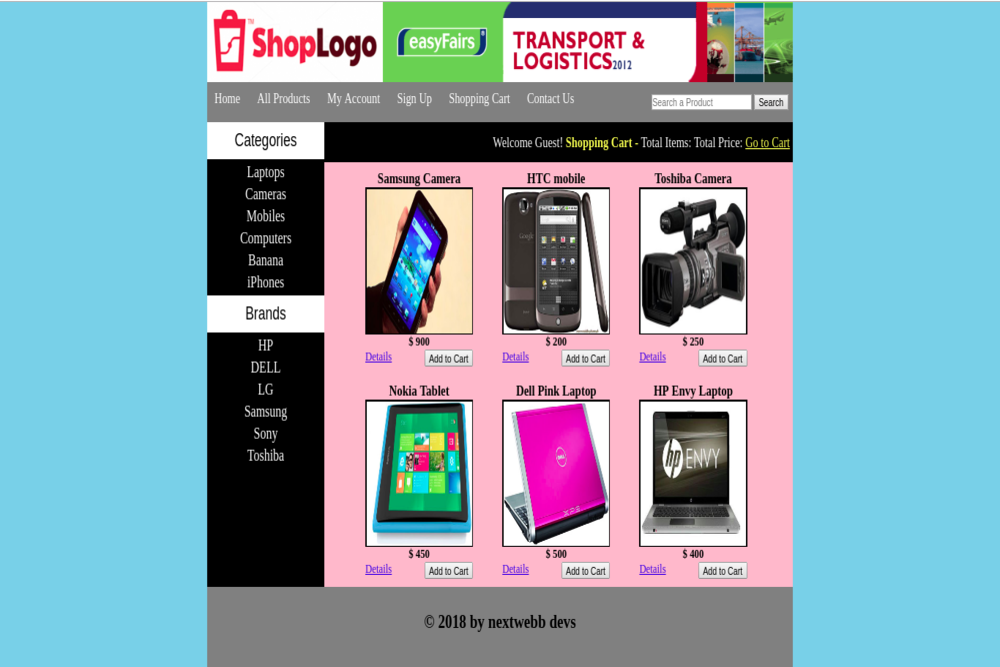 ShopLogo TM
easyFairs
TRANSPORT &
LOGISTICS2012
Home All Products My Account Sign Up Shopping Cart Contact Us
Search a Product Search
Categories
Welcome Guest! Shopping Cart - Total Items: Total Price: Go to Cart
Laptops
Cameras
Mobiles
Computers
Banana
iPhones
Brands
HP
DELL
LG
Samsung
Sony
Toshiba
Samsung Camera HTC mobile Toshiba Camera
Google
$ 900 $ 200 $ 250
Details Add to Cart Details Add to Cart Details Add to Cart
Nokia Tablet Dell Pink Laptop HP Envy Laptop
DELL
XPS
hp ENVY
$ 450 $ 500 $ 400
Details Add to Cart Details Add to Cart Details Add to Cart
© 2018 by nextwebb devs